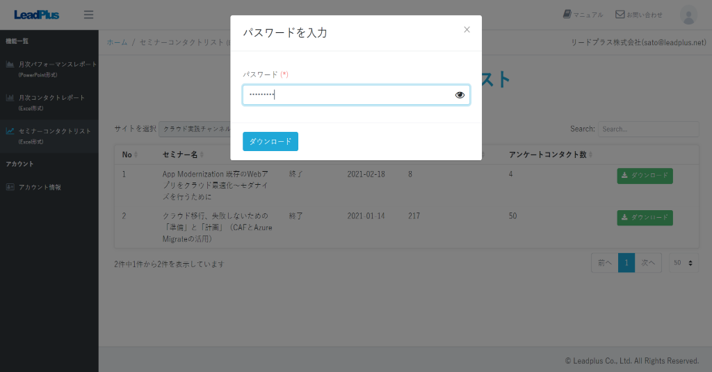 LeadPlus
マニュアル
お問い合わせ
機能一覧
月次パフォーマンスレポート
(PowerPoint形式)
月次コンタクトレポート
(Excel形式)
セミナーコンタクトリスト
(Excel形式)
アカウント
アカウント情報
ホーム / セミナーコンタクトリスト
リードプラス株式会社(sato@leadplus.net)
パスワードを入力
×
パスワード (*)
•••••••••
ダウンロード
スト
サイトを選択
クラウド実践チャンネル
Search:
Search...
No
セミナー名
アンケートコンタクト数
1
App Modernization 既存のWebア
プリをクラウド最適化～モダナイ
ズを行うために
終了
2021-02-18
8
4
ダウンロード
2
クラウド移行、失敗しないための
「準備」と「計画」（CAFとAzure
Migrateの活用）
終了
2021-01-14
217
50
ダウンロード
2件中1件から2件を表示しています
前へ
1
次へ
50
© Leadplus Co., Ltd. All Rights Reserved.